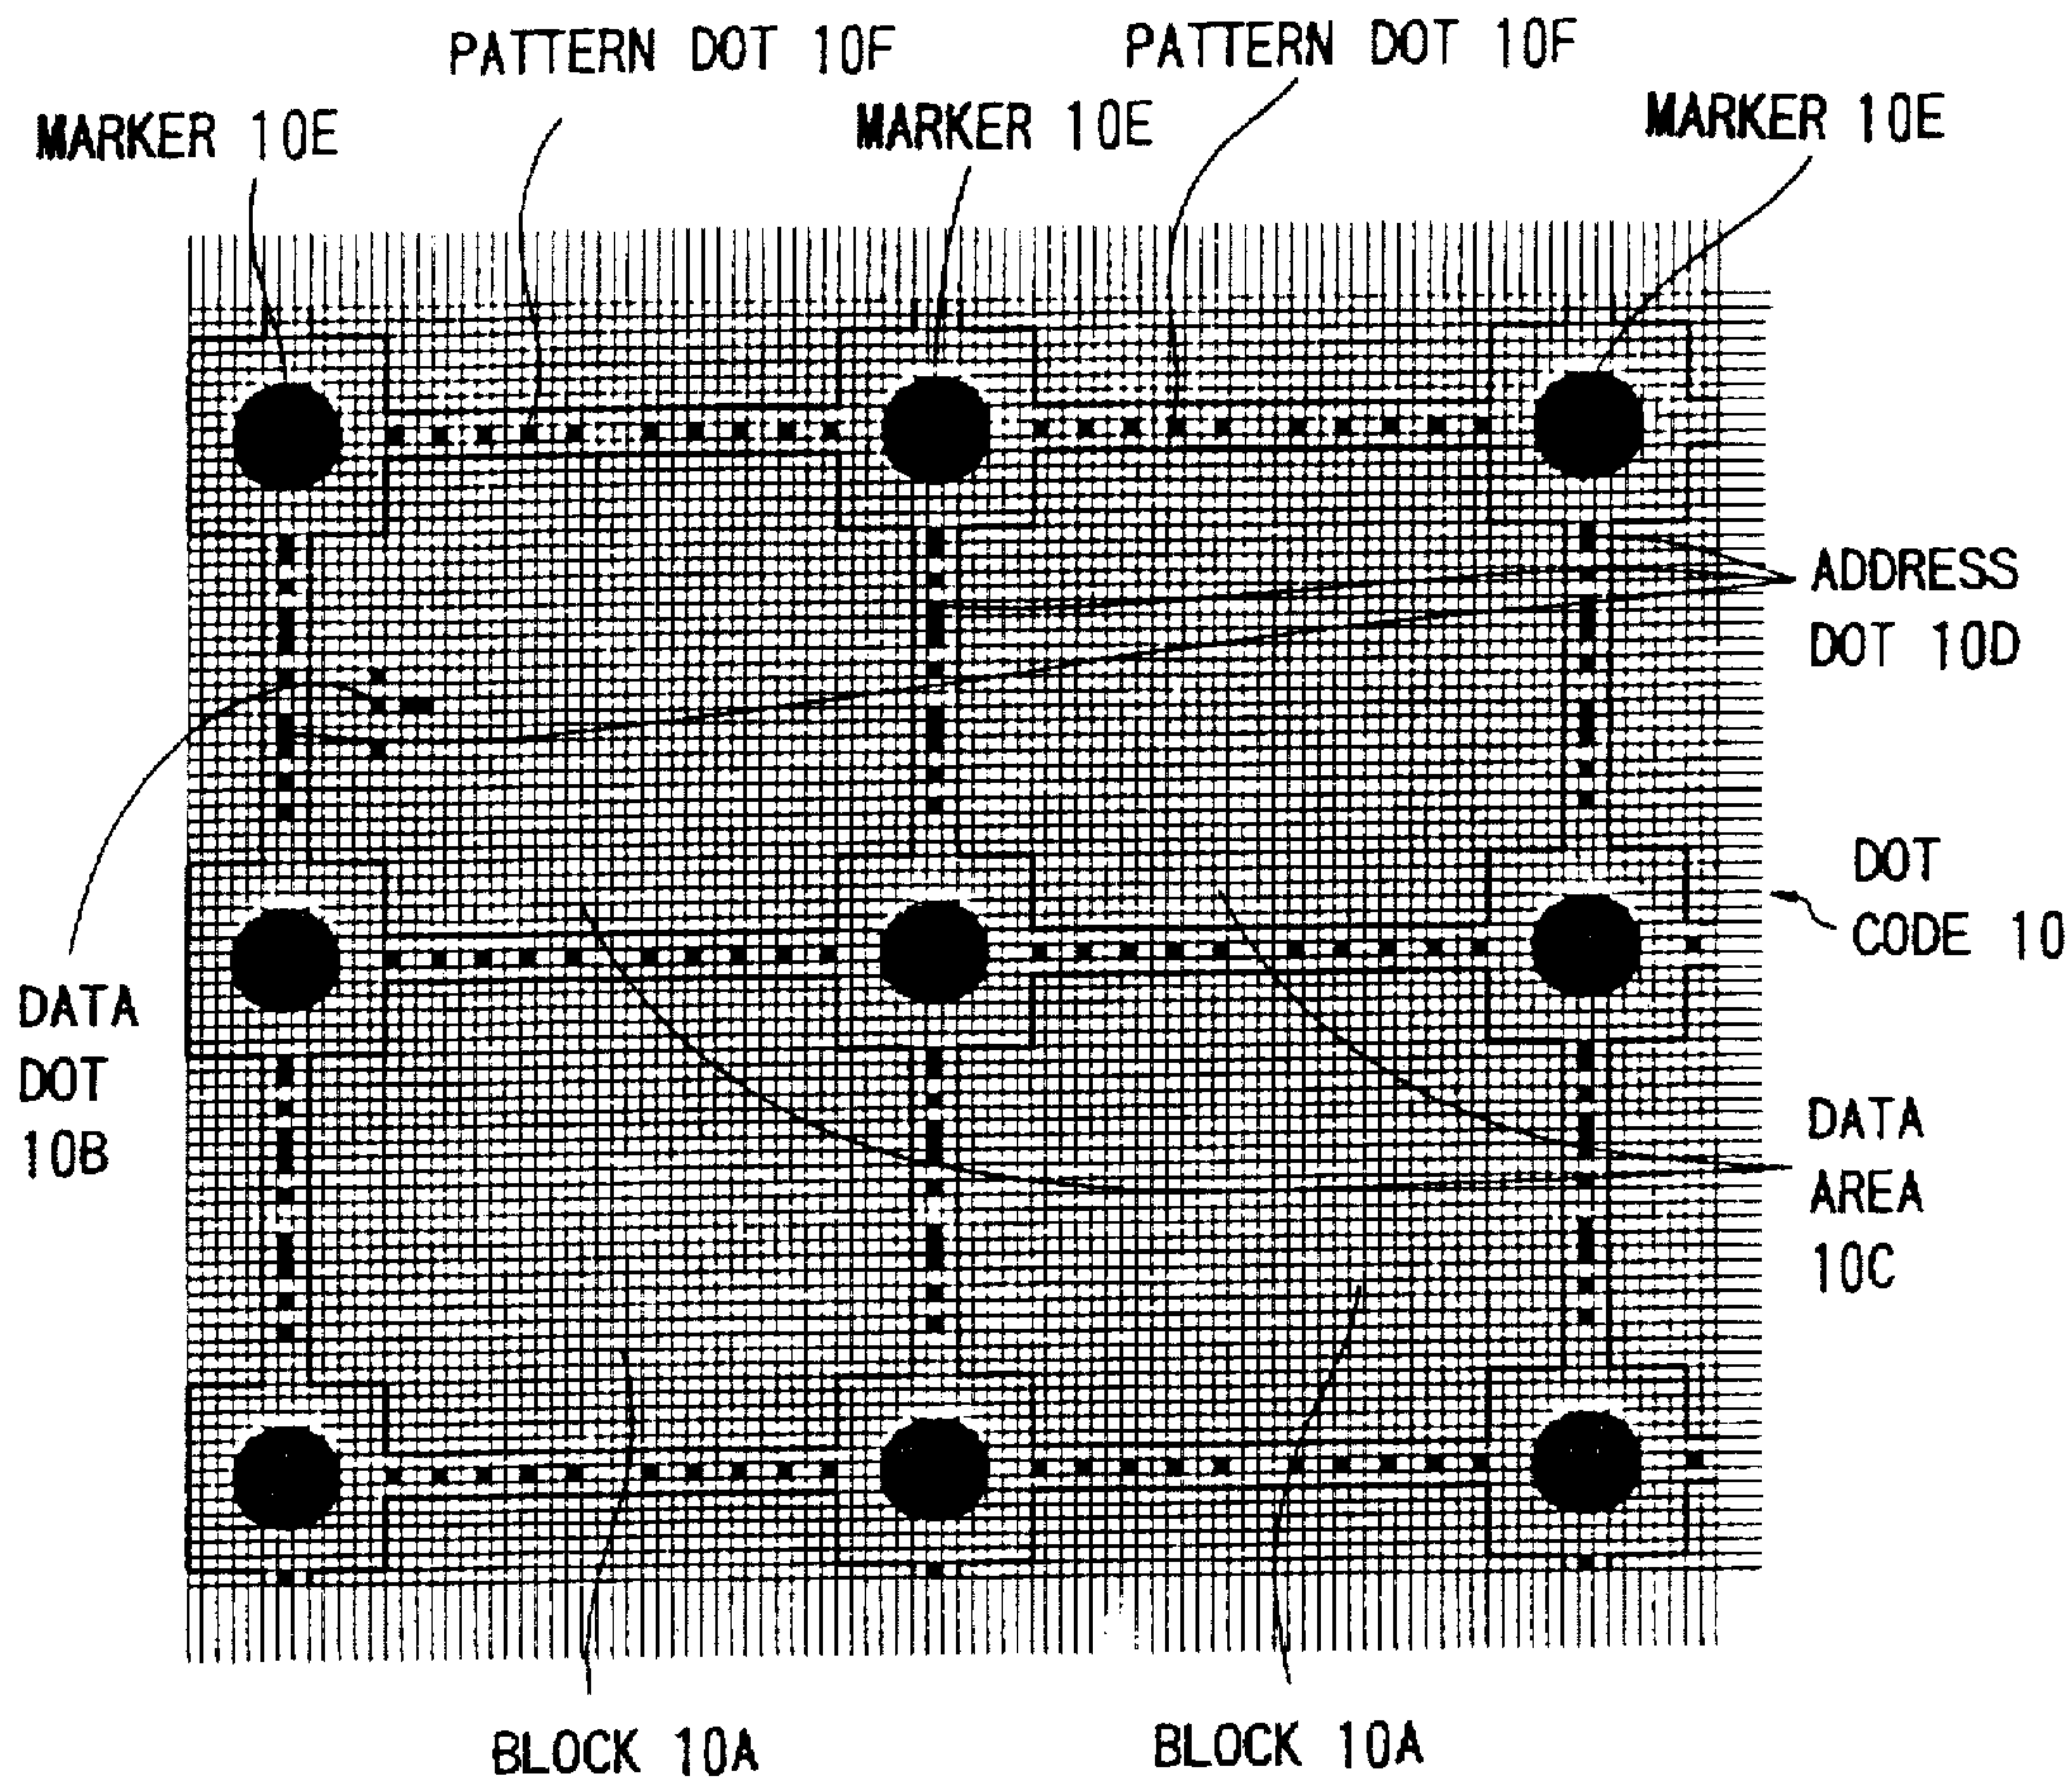 PATTERN DOT 10F
PATTERN DOT 10F
MARKER 10E
MARKER 10E
MARKER 10E
ADDRESS
DOT 10D
DOT
CODE 10
DATA
DOT
10B
DATA
AREA
10C
BLOCK 10A
BLOCK 10A